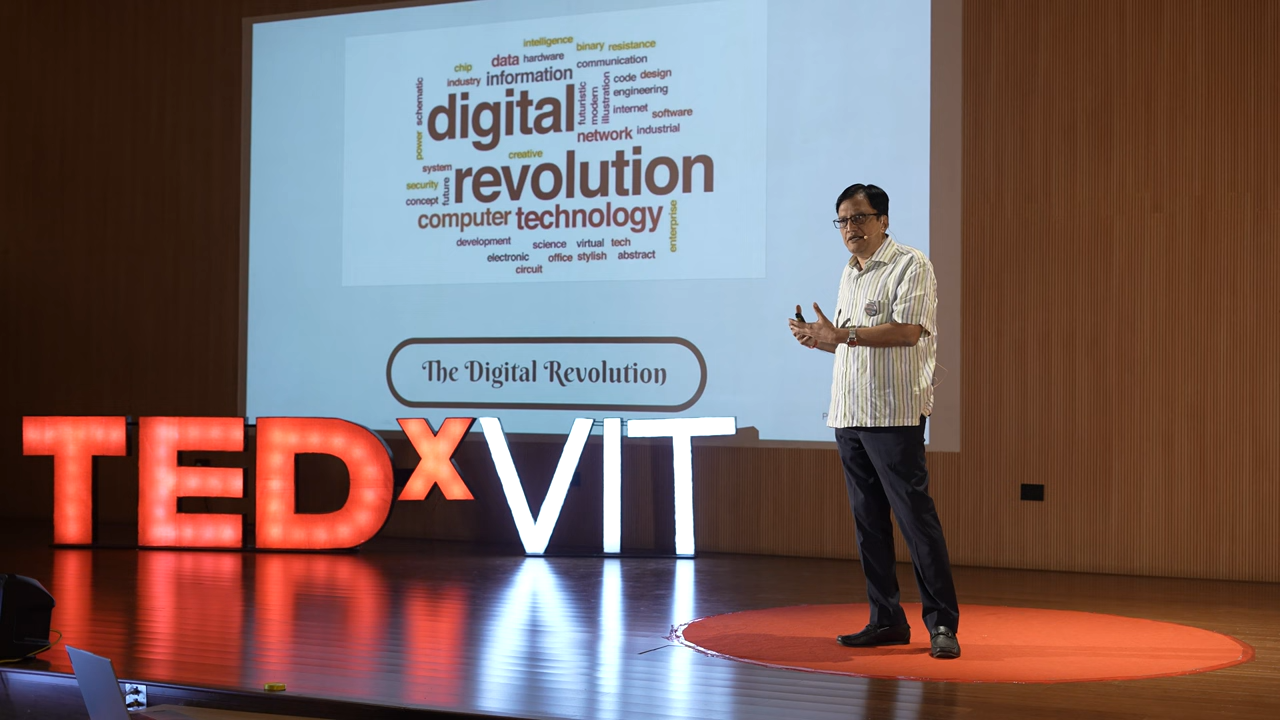 intelligence
binary resistance
chip
data hardware
communication
industry information
code design
schematic
futuristic
modern
illustration
engineering
digital
internet software
power
network industrial
creative
system
revolution
security
concept
future
computer technology
enterprise
development science virtual tech
electronic office stylish abstract
circuit
The Digital Revolution
TEDxVIT